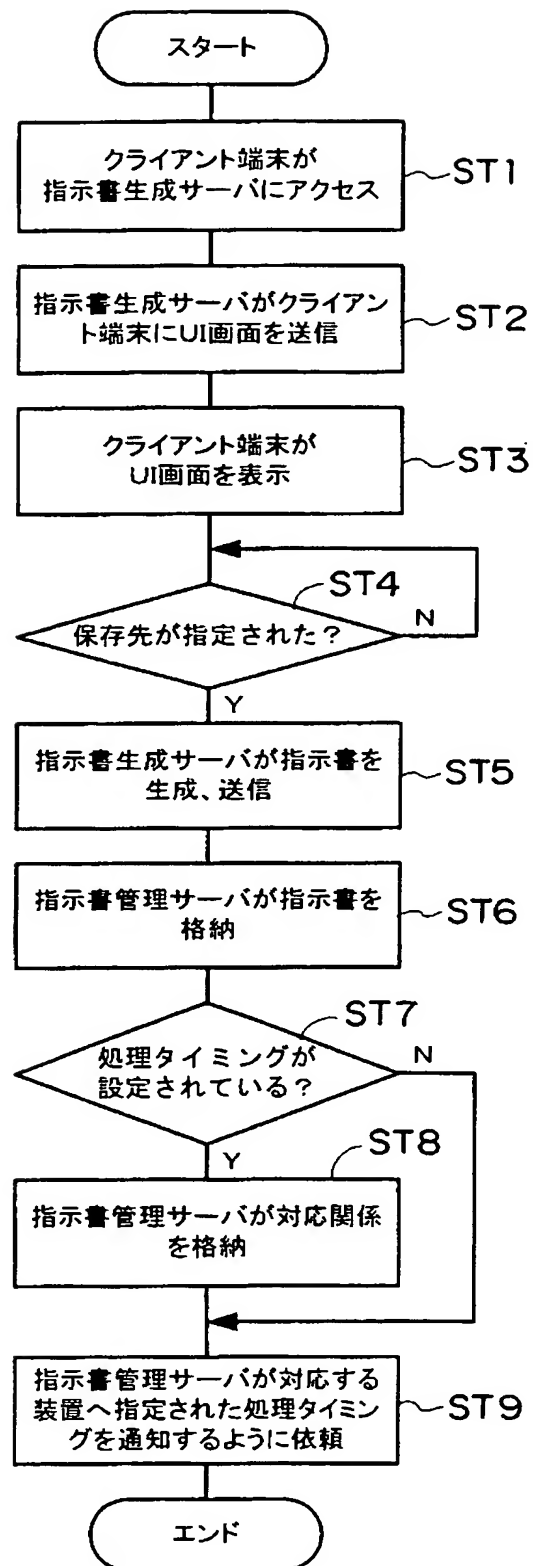 スタート
クライアント端末が
指示書生成サーバにアクセス
ST1
指示書生成サーバがクライアン
ト端末にUI画面を送信
ST2
クライアント端末が
UI画面を表示
ST3
ST4
保存先が指定された?
N
Y
指示書生成サーバが指示書を
生成、送信
ST5
指示書管理サーバが指示書を
格納
ST6
ST7
処理タイミングが
設定されている?
N
Y
ST8
指示書管理サーバが対応関係
を格納
指示書管理サーバが対応する
装置へ指定された処理タイミン
グを通知するように依頼
ST9
エンド